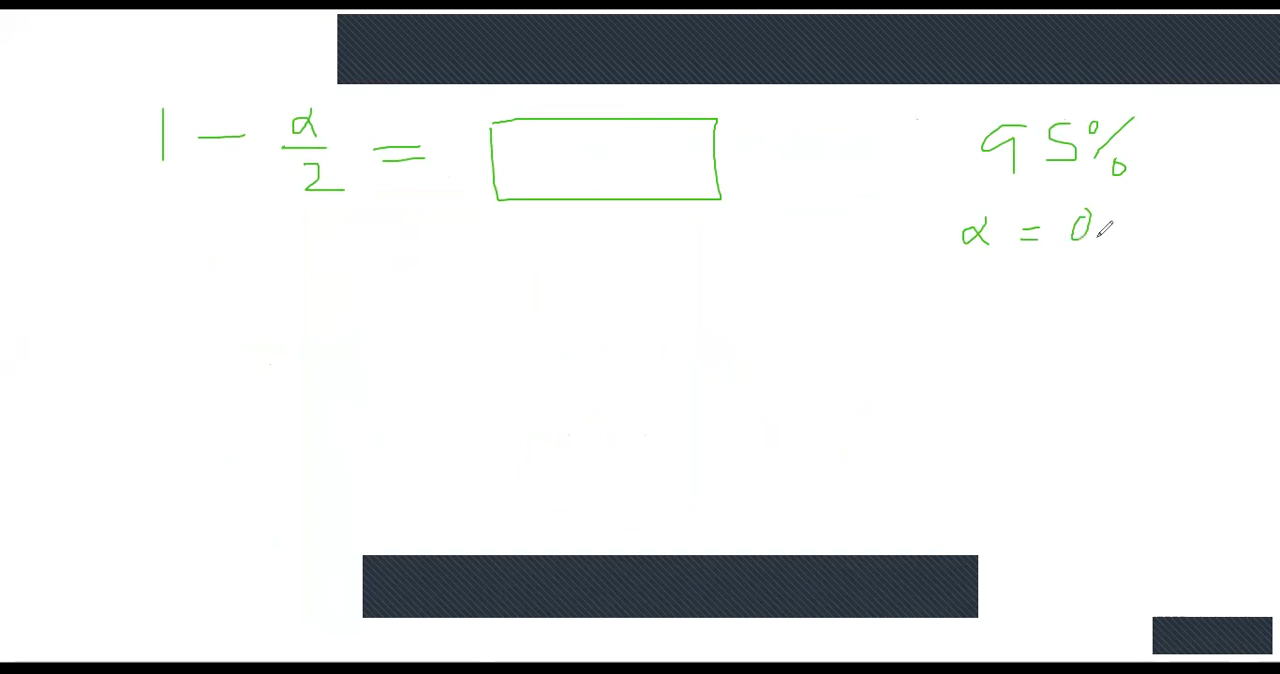 1 - α/2 =
95%
α = 0